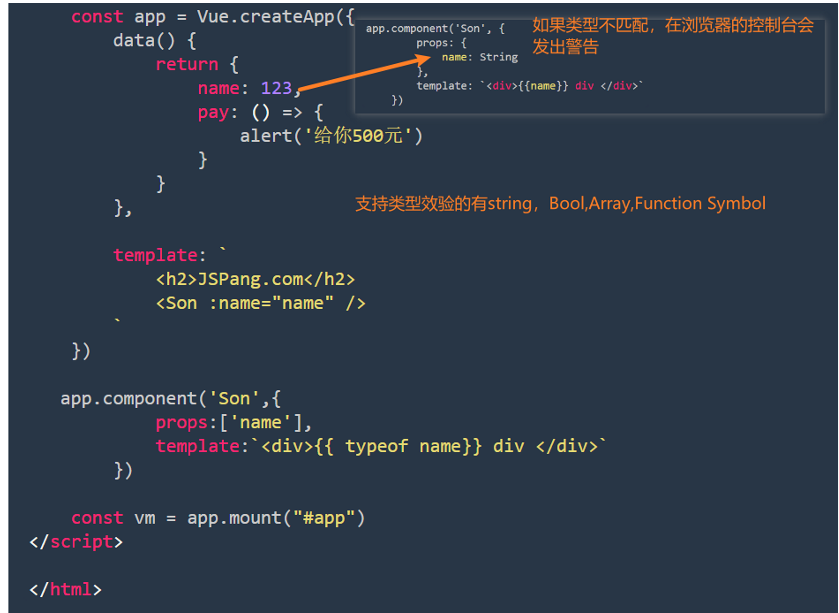 const app = Vue.createApp({
data() {
return {
name: 123,
pay: () => {
alert('给你500元')
}
}
},
app.component('Son', {
props: {
name: String
},
template: `<div>{{name}} div </div>`
})
如果类型不匹配，在浏览器的控制台会
发出警告
支持类型效验的有string，Bool,Array,Function Symbol
template: `
<h2>JSPang.com</h2>
<Son :name="name" />
`
})
app.component('Son',{
props:['name'],
template:`<div>{{ typeof name}} div </div>`
})
const vm = app.mount("#app")
</script>
</html>